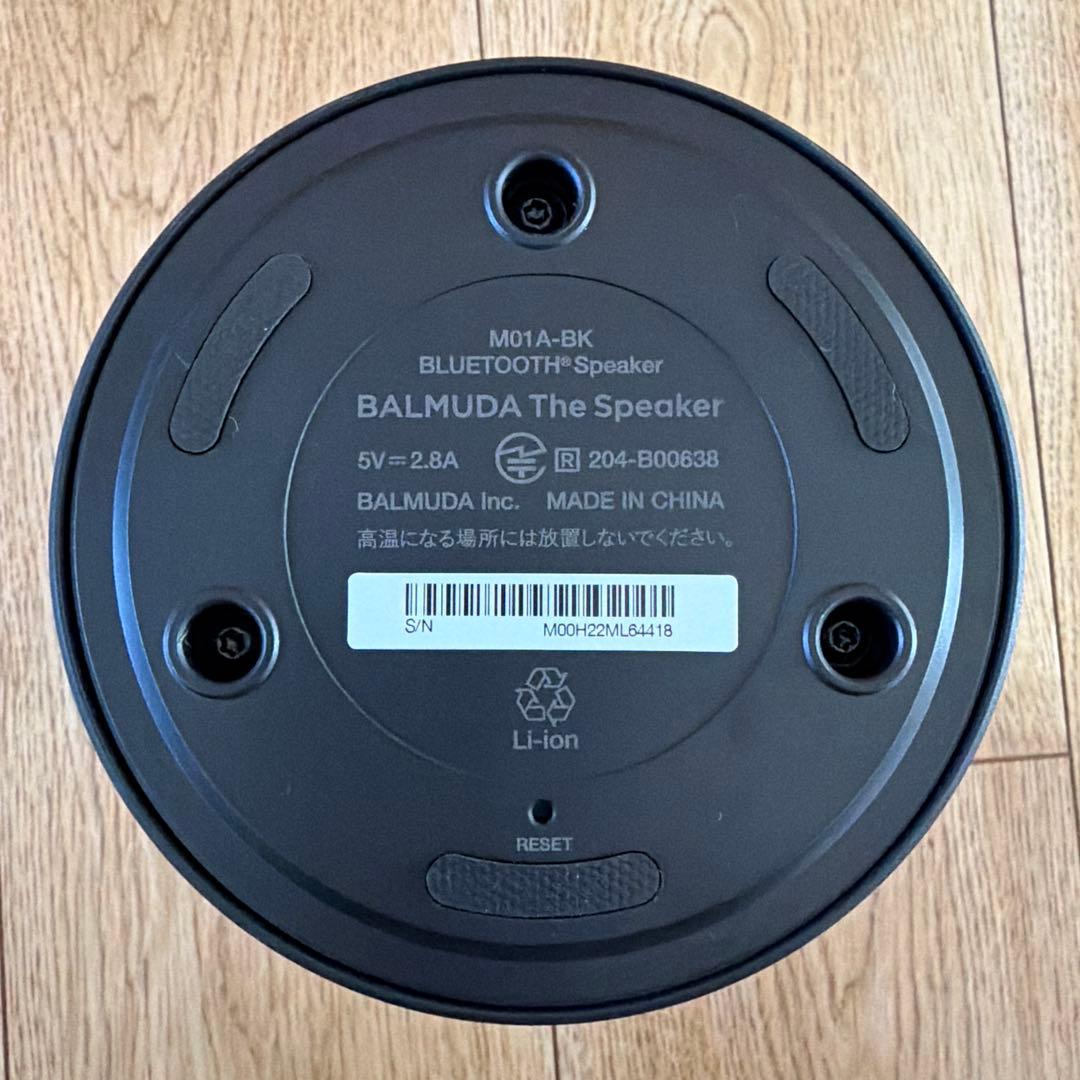 M01A-BK
BLUETOOTH® Speaker
BALMUDA The Speaker
5V⎓2.8A R 204-B00638
BALMUDA Inc. MADE IN CHINA
高温になる場所には放置しないでください。
S/N M00H22ML64418
Li-ion
RESET